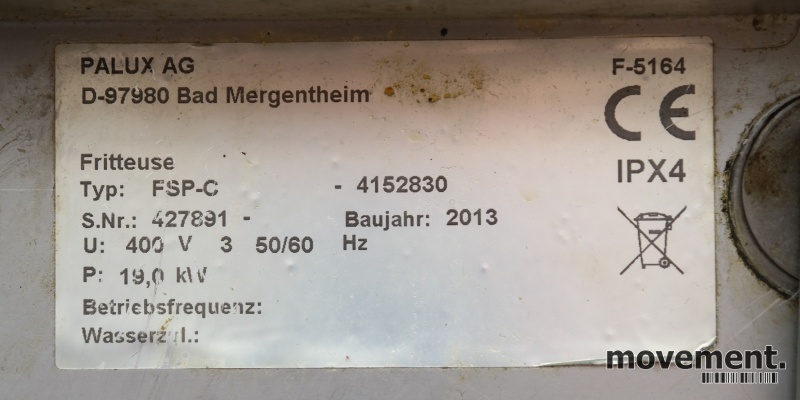 PALUX AG
D-97980 Bad Mergentheim
F-5164
CE
IPX4
Fritteuse
Typ: FSP-C - 4152830
S.Nr.: 427891 - Baujahr: 2013
U: 400 V 3 50/60 Hz
P: 19,0 kW
Betriebsfrequenz:
movement.